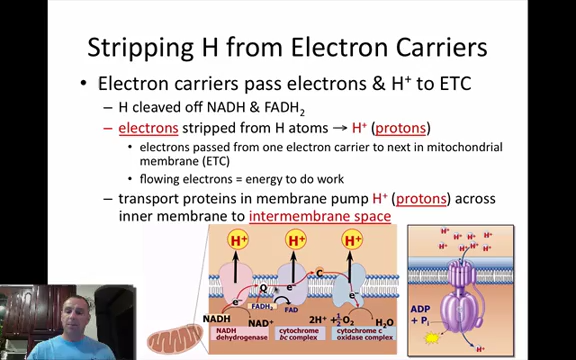 Stripping H from Electron Carriers
• Electron carriers pass electrons & H⁺ to ETC
– H cleaved off NADH & FADH₂
– electrons stripped from H atoms → H⁺ (protons)
• electrons passed from one electron carrier to next in mitochondrial
membrane (ETC)
• flowing electrons = energy to do work
– transport proteins in membrane pump H⁺ (protons) across
inner membrane to intermembrane space
H⁺ H⁺ H⁺
C
Q
e⁻ e⁻ e⁻
FADH₂ FAD
NADH NAD⁺ 2H⁺ + ½ O₂ H₂O
NADH
dehydrogenase
cytochrome
bc complex
cytochrome c
oxidase complex
H⁺ H⁺ H⁺
H⁺ H⁺ H⁺
ADP
+ Pᵢ
H⁺